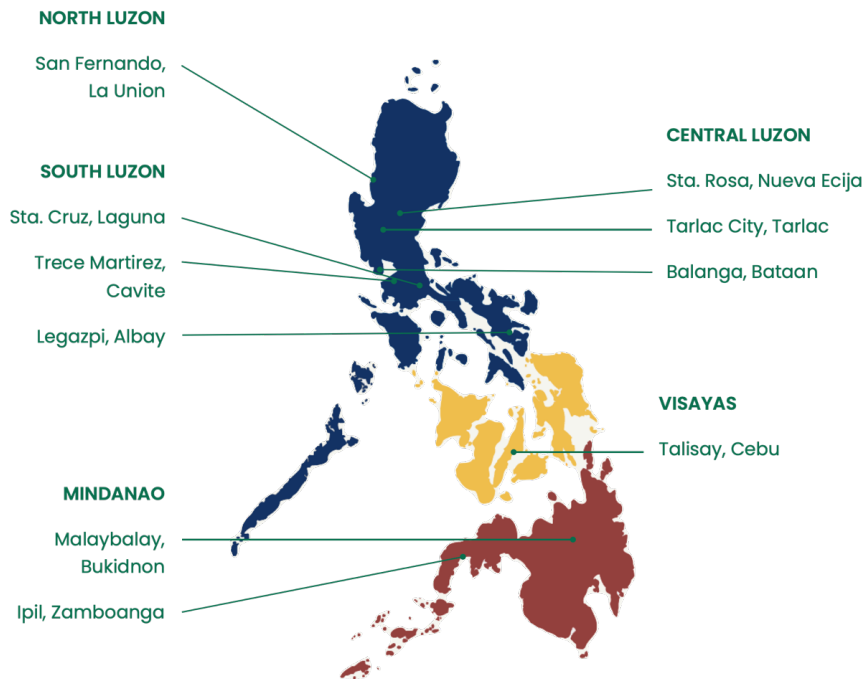 NORTH LUZON
San Fernando,
La Union
SOUTH LUZON
Sta. Cruz, Laguna
Trece Martirez,
Cavite
Legazpi, Albay
MINDANAO
Malaybalay,
Bukidnon
Ipil, Zamboanga
CENTRAL LUZON
Sta. Rosa, Nueva Ecija
Tarlac City, Tarlac
Balanga, Bataan
VISAYAS
Talisay, Cebu